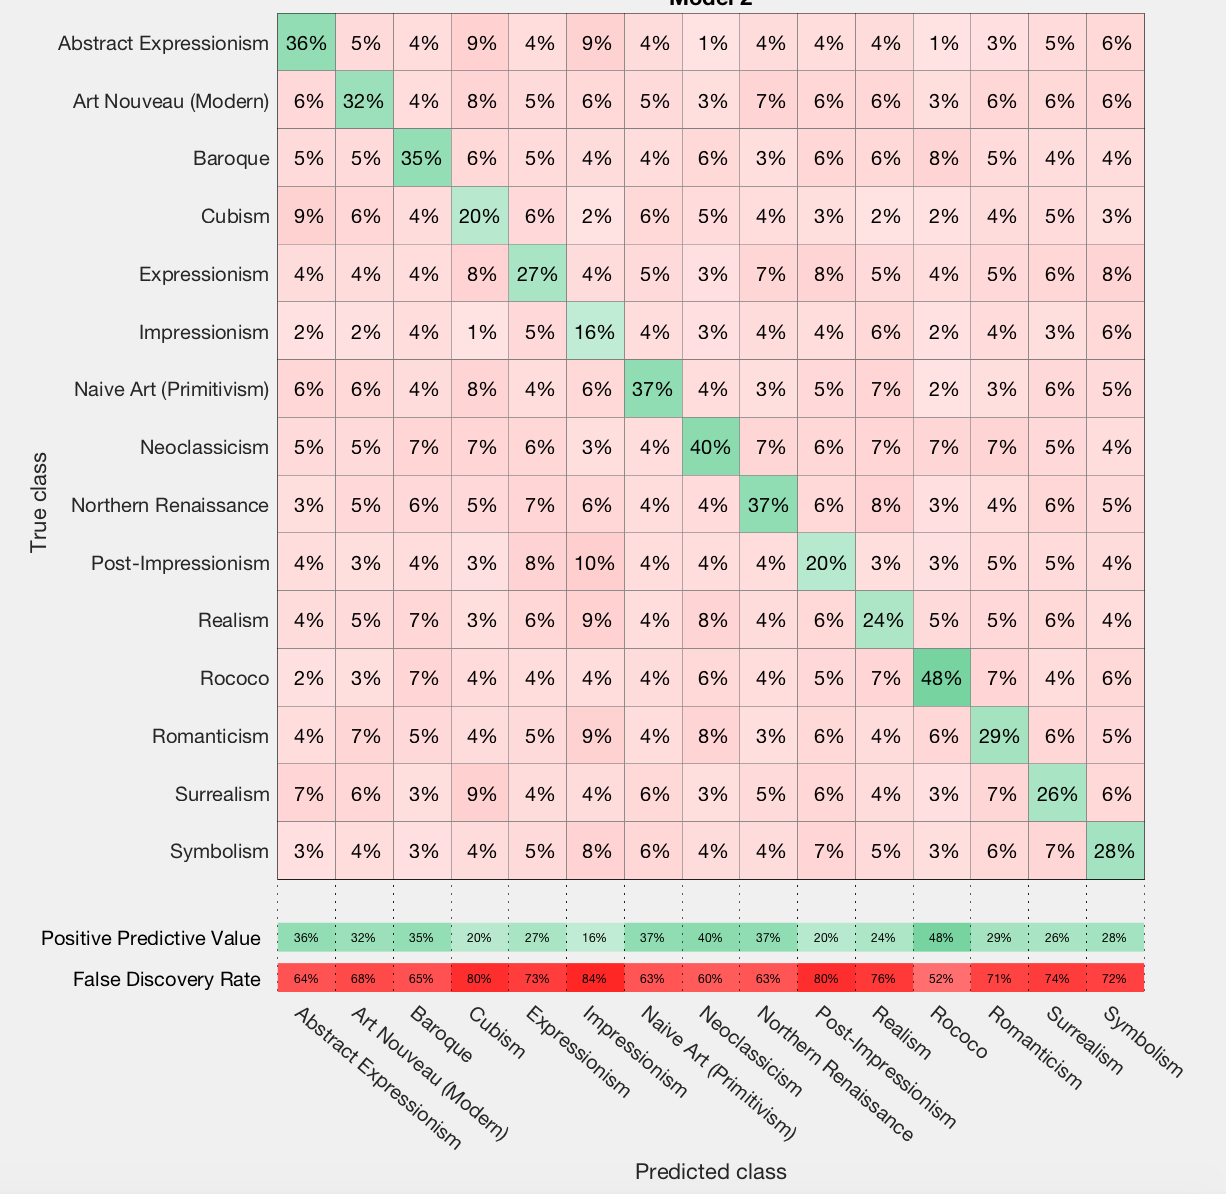 Model 2
Abstract Expressionism 36% 5% 4% 9% 4% 9% 4% 1% 4% 4% 4% 1% 3% 5% 6%
Art Nouveau (Modern) 6% 32% 4% 8% 5% 6% 5% 3% 7% 6% 6% 3% 6% 6% 6%
Baroque 5% 5% 35% 6% 5% 4% 4% 6% 3% 6% 6% 8% 5% 4% 4%
Cubism 9% 6% 4% 20% 6% 2% 6% 5% 4% 3% 2% 2% 4% 5% 3%
Expressionism 4% 4% 4% 8% 27% 4% 5% 3% 7% 8% 5% 4% 5% 6% 8%
Impressionism 2% 2% 4% 1% 5% 16% 4% 3% 4% 4% 6% 2% 4% 3% 6%
Naive Art (Primitivism) 6% 6% 4% 8% 4% 6% 37% 4% 3% 5% 7% 2% 3% 6% 5%
Neoclassicism 5% 5% 7% 7% 6% 3% 4% 40% 7% 6% 7% 7% 7% 5% 4%
Northern Renaissance 3% 5% 6% 5% 7% 6% 4% 4% 37% 6% 8% 3% 4% 6% 5%
Post-Impressionism 4% 3% 4% 3% 8% 10% 4% 4% 4% 20% 3% 3% 5% 5% 4%
Realism 4% 5% 7% 3% 6% 9% 4% 8% 4% 6% 24% 5% 5% 6% 4%
Rococo 2% 3% 7% 4% 4% 4% 4% 6% 4% 5% 7% 48% 7% 4% 6%
Romanticism 4% 7% 5% 4% 5% 9% 4% 8% 3% 6% 4% 6% 29% 6% 5%
Surrealism 7% 6% 3% 9% 4% 4% 6% 3% 5% 6% 4% 3% 7% 26% 6%
Symbolism 3% 4% 3% 4% 5% 8% 6% 4% 4% 7% 5% 3% 6% 7% 28%
True class
Positive Predictive Value 36% 32% 35% 20% 27% 16% 37% 40% 37% 20% 24% 48% 29% 26% 28%
False Discovery Rate 64% 68% 65% 80% 73% 84% 63% 60% 63% 80% 76% 52% 71% 74% 72%
Abstract Expressionism
Art Nouveau (Modern)
Baroque
Cubism
Expressionism
Impressionism
Naive Art (Primitivism)
Neoclassicism
Northern Renaissance
Post-Impressionism
Realism
Rococo
Romanticism
Surrealism
Symbolism
Predicted class